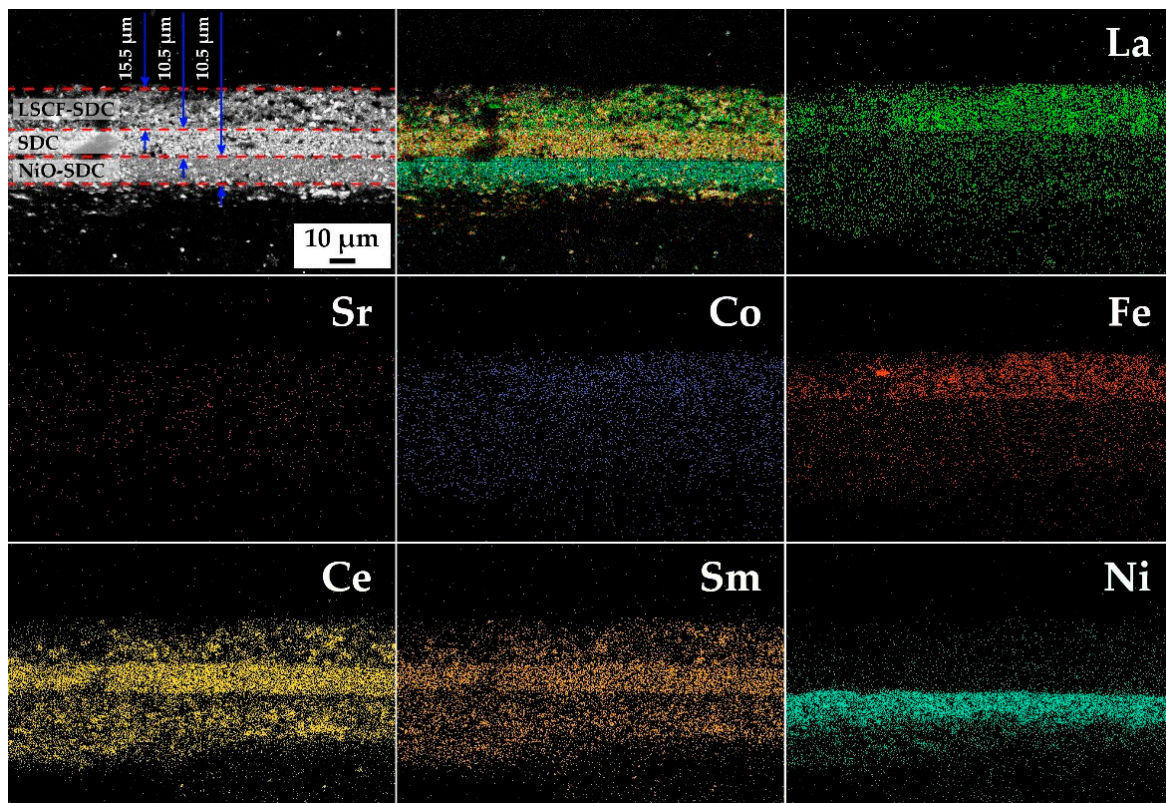 15.5 μm
10.5 μm
10.5 μm
LSCF-SDC
SDC
NiO-SDC
10 μm
La
Sr
Co
Fe
Ce
Sm
Ni